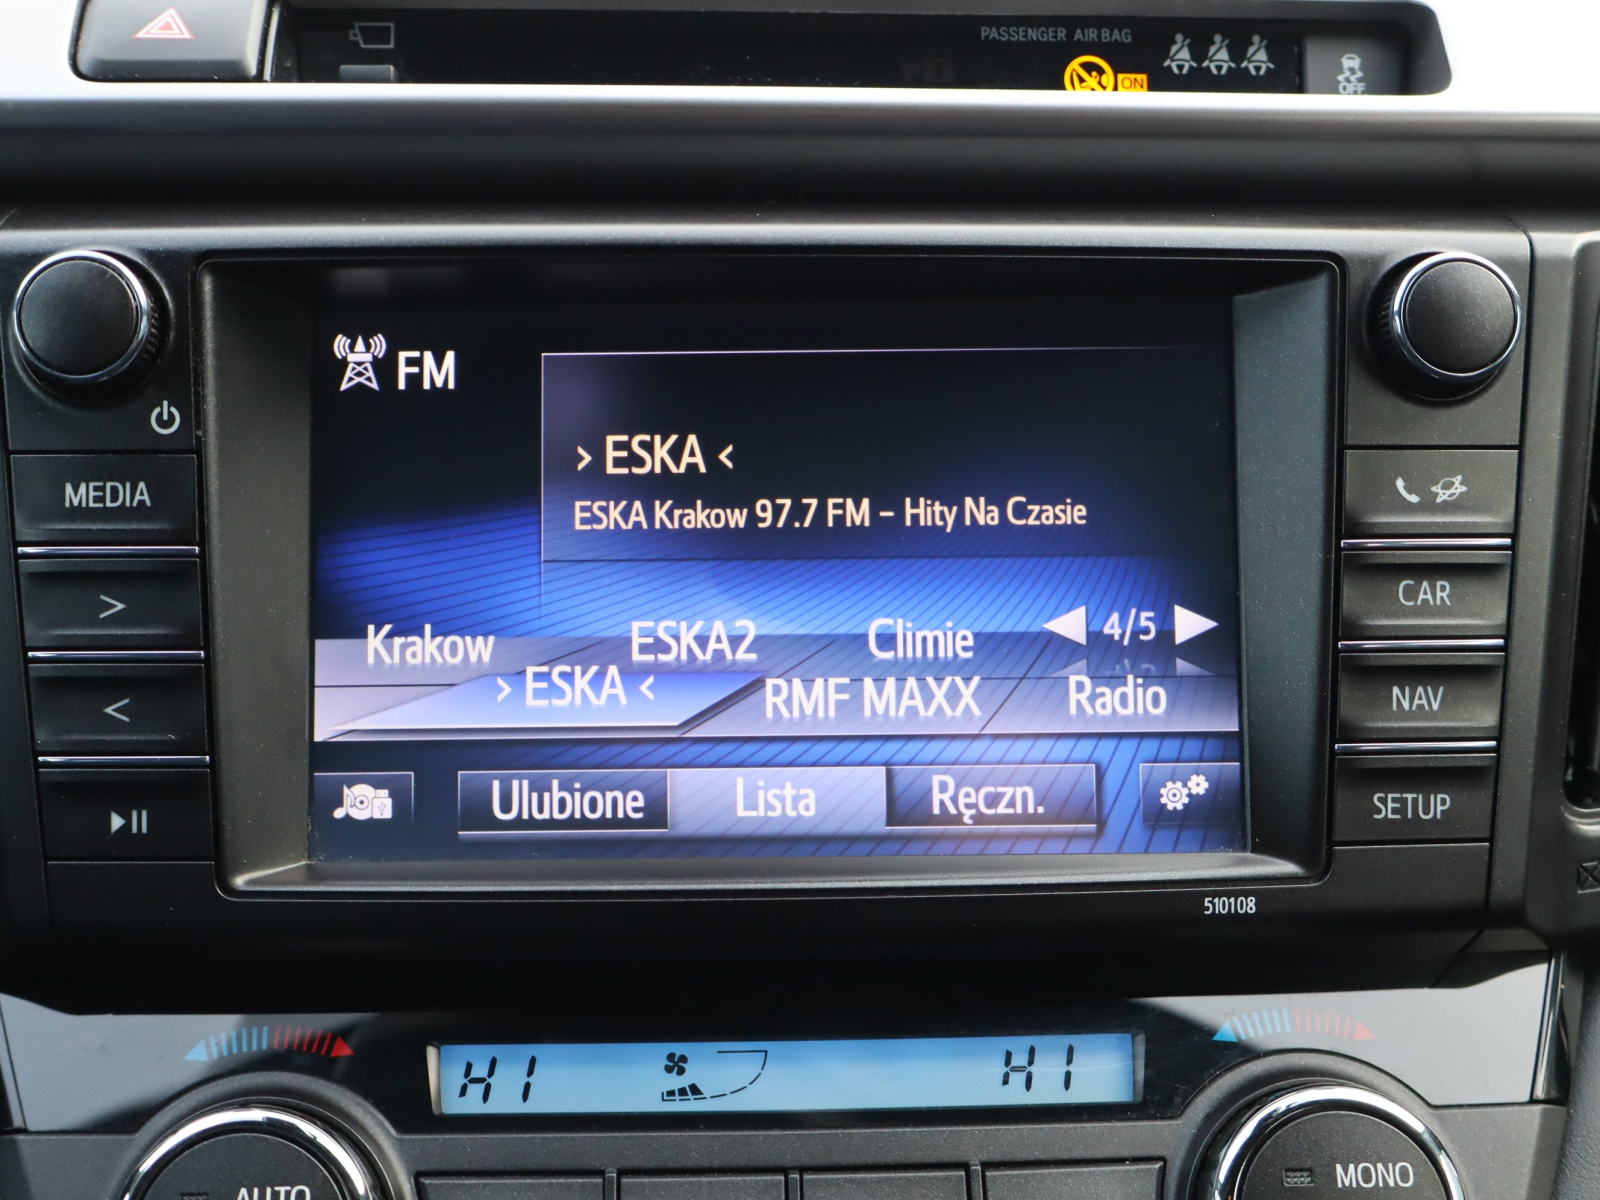 PASSENGER AIR BAG
ON
OFF
FM
› ESKA ‹
ESKA Krakow 97.7 FM – Hity Na Czasie
MEDIA
>
<
CAR
NAV
SETUP
Krakow ESKA2 Climie 4/5
› ESKA ‹ RMF MAXX Radio
Ulubione Lista Ręczn.
510108
HI HI
AUTO MONO